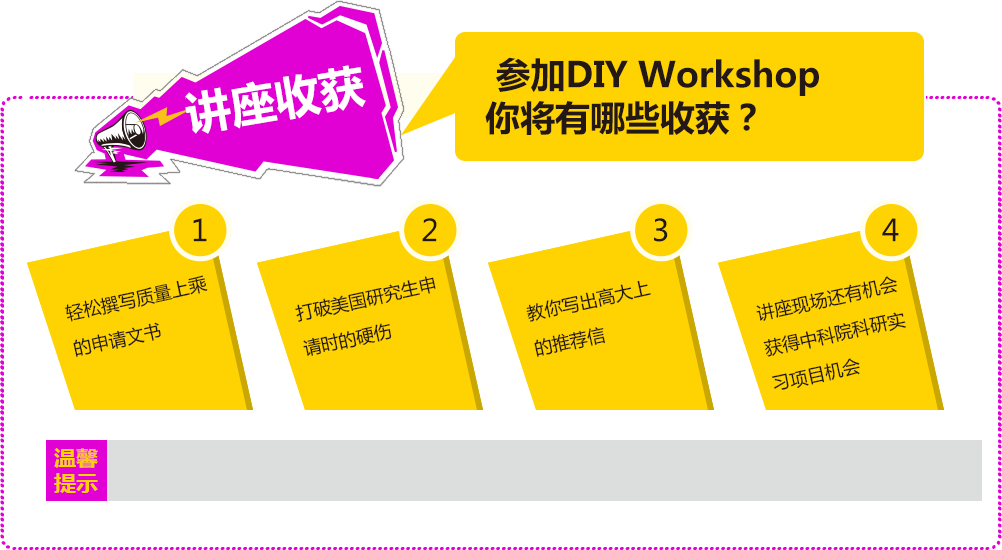 讲座收获
参加DIY Workshop
你将有哪些收获？
1
轻松撰写质量上乘
的申请文书
2
打破美国研究生申
请时的硬伤
3
教你写出高大上
的推荐信
4
讲座现场还有机会
获得中科院科研实
习项目机会
温馨
提示